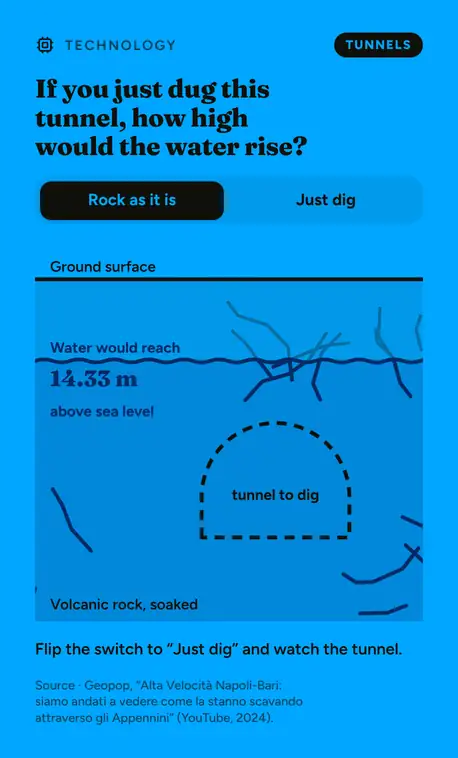 TECHNOLOGY
TUNNELS
If you just dug this
tunnel, how high
would the water rise?
Rock as it is
Just dig
Ground surface
Water would reach
14.33 m
above sea level
tunnel to dig
Volcanic rock, soaked
Flip the switch to “Just dig” and watch the tunnel.
Source · Geopop, “Alta Velocità Napoli-Bari:
siamo andati a vedere come la stanno scavando
attraverso gli Appennini” (YouTube, 2024).